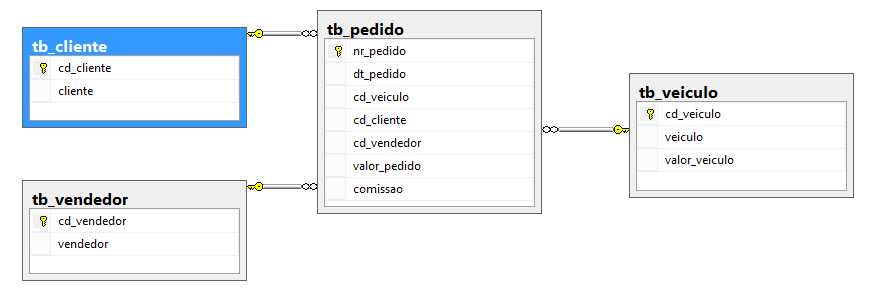 tb_cliente
cd_cliente
cliente
tb_vendedor
cd_vendedor
vendedor
tb_pedido
nr_pedido
dt_pedido
cd_veiculo
cd_cliente
cd_vendedor
valor_pedido
comissao
tb_veiculo
cd_veiculo
veiculo
valor_veiculo